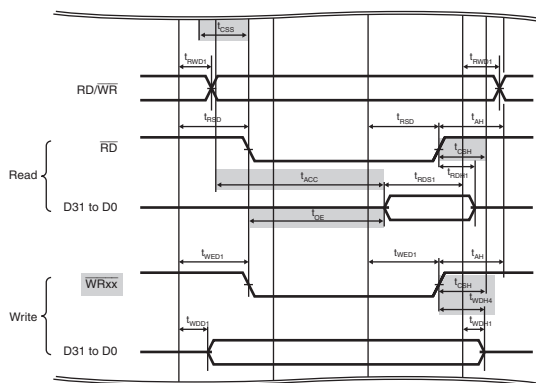 tCSS
tRWD1 tRWD1
RD/WR
tRSD tRSD tAH
RD
tCSH
Read
tACC tRDS1 tRDH1
D31 to D0
tOE
tWED1 tWED1 tAH
WRxx
tCSH
tWDH4
Write
tWDD1 tWDH1
D31 to D0